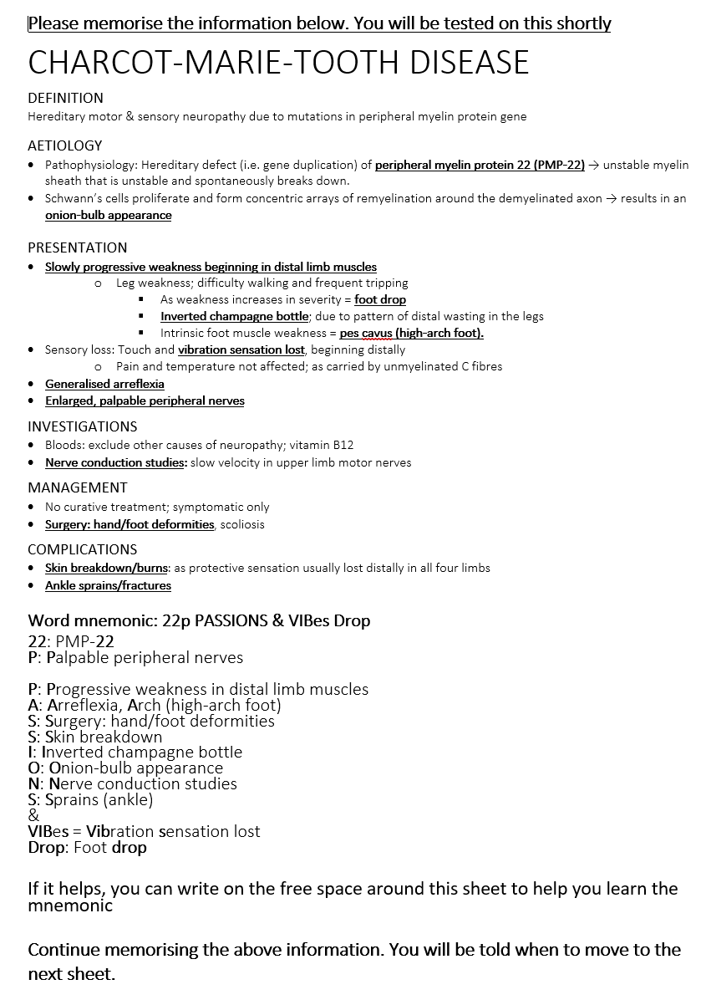 Please memorise the information below. You will be tested on this shortly
CHARCOT-MARIE-TOOTH DISEASE
DEFINITION
Hereditary motor & sensory neuropathy due to mutations in peripheral myelin protein gene
AETIOLOGY
• Pathophysiology: Hereditary defect (i.e. gene duplication) of peripheral myelin protein 22 (PMP-22) → unstable myelin
sheath that is unstable and spontaneously breaks down.
• Schwann's cells proliferate and form concentric arrays of remyelination around the demyelinated axon → results in an
onion-bulb appearance
PRESENTATION
• Slowly progressive weakness beginning in distal limb muscles
o Leg weakness; difficulty walking and frequent tripping
▪ As weakness increases in severity = foot drop
▪ Inverted champagne bottle; due to pattern of distal wasting in the legs
▪ Intrinsic foot muscle weakness = pes cavus (high-arch foot).
• Sensory loss: Touch and vibration sensation lost, beginning distally
o Pain and temperature not affected; as carried by unmyelinated C fibres
• Generalised arreflexia
• Enlarged, palpable peripheral nerves
INVESTIGATIONS
• Bloods: exclude other causes of neuropathy; vitamin B12
• Nerve conduction studies: slow velocity in upper limb motor nerves
MANAGEMENT
• No curative treatment; symptomatic only
• Surgery: hand/foot deformities, scoliosis
COMPLICATIONS
• Skin breakdown/burns: as protective sensation usually lost distally in all four limbs
• Ankle sprains/fractures
Word mnemonic: 22p PASSIONS & VIBes Drop
22: PMP-22
P: Palpable peripheral nerves
P: Progressive weakness in distal limb muscles
A: Arreflexia, Arch (high-arch foot)
S: Surgery: hand/foot deformities
S: Skin breakdown
I: Inverted champagne bottle
O: Onion-bulb appearance
N: Nerve conduction studies
S: Sprains (ankle)
&
VIBes = Vibration sensation lost
Drop: Foot drop
If it helps, you can write on the free space around this sheet to help you learn the
mnemonic
Continue memorising the above information. You will be told when to move to the
next sheet.